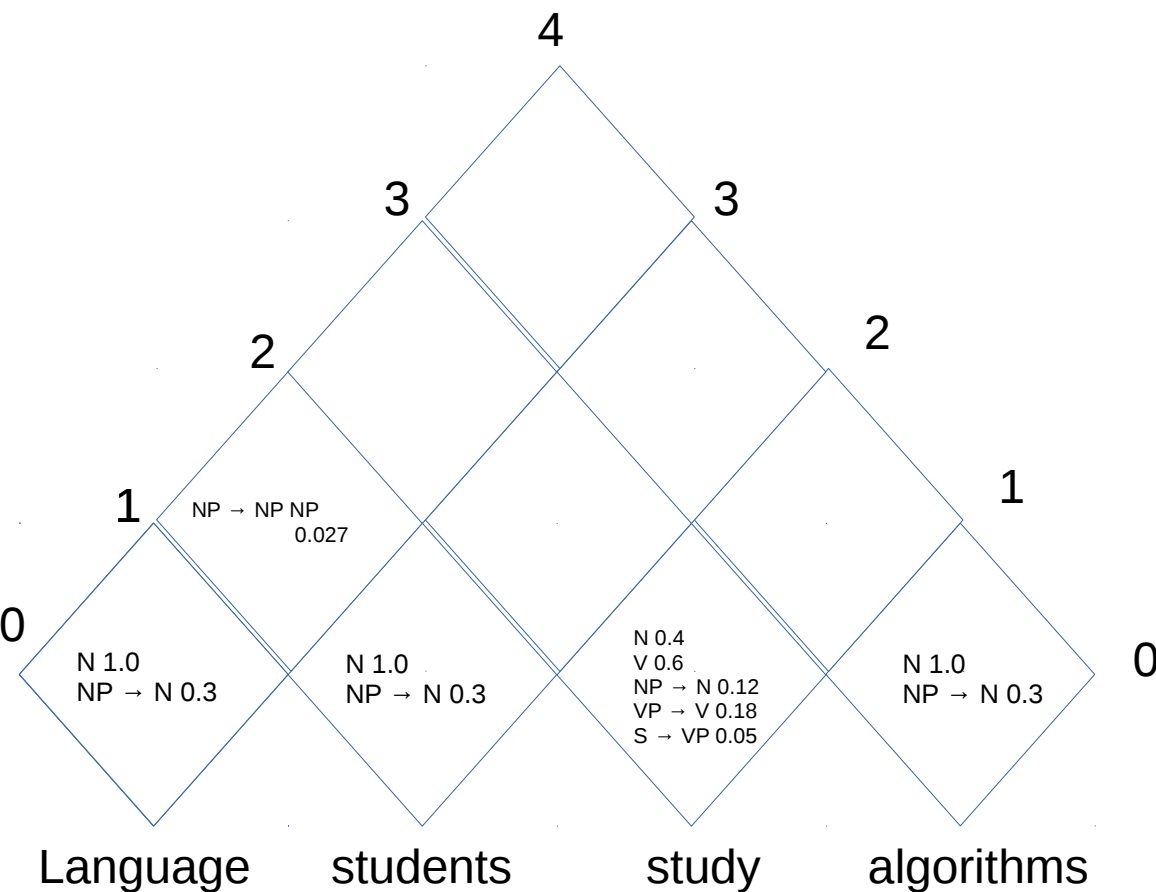 4
3
3
2
2
1
1
NP → NP NP
0.027
0
0
N 1.0
NP → N 0.3
N 1.0
NP → N 0.3
N 0.4
V 0.6
NP → N 0.12
VP → V 0.18
S → VP 0.05
N 1.0
NP → N 0.3
Language students study algorithms